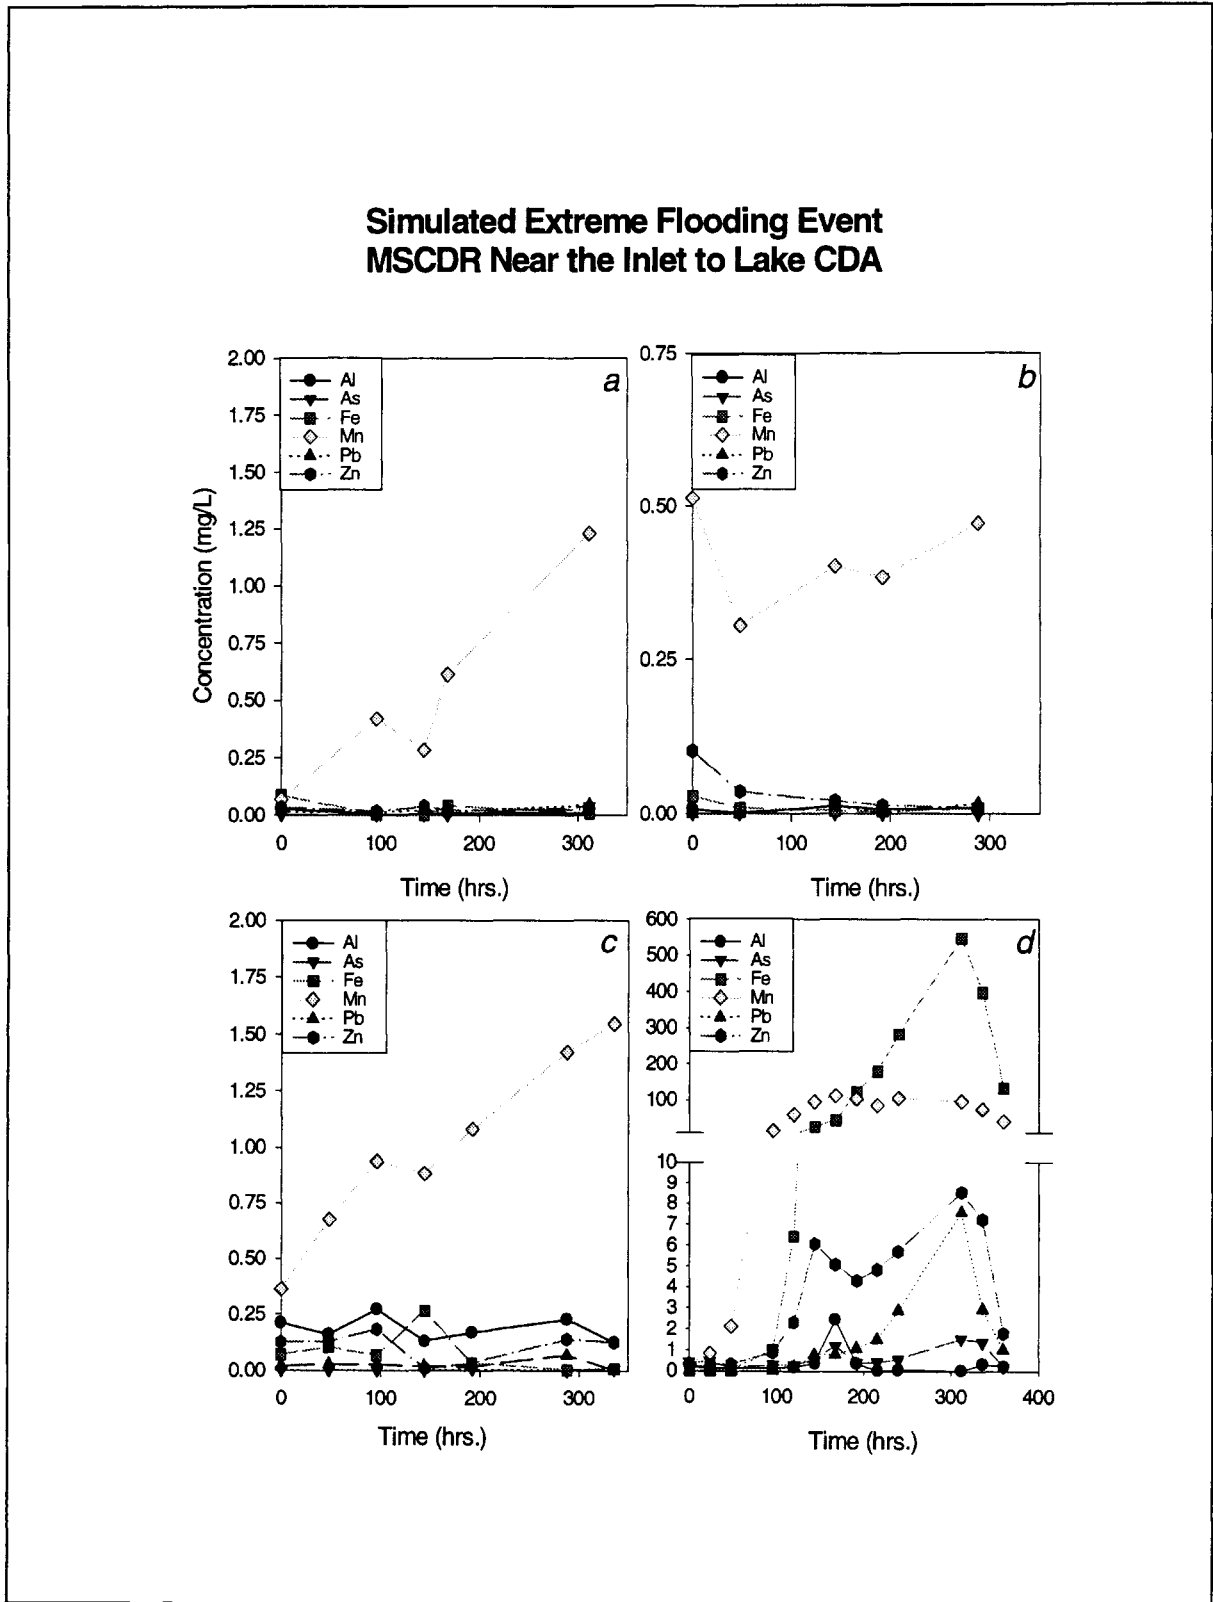 Simulated Extreme Flooding Event
MSCDR Near the Inlet to Lake CDA
a
Al
As
Fe
Mn
Pb
Zn
2.00
1.75
1.50
1.25
1.00
0.75
0.50
0.25
0.00
Concentration (mg/L)
0 100 200 300
Time (hrs.)
b
Al
As
Fe
Mn
Pb
Zn
0.75
0.50
0.25
0.00
0 100 200 300
Time (hrs.)
c
Al
As
Fe
Mn
Pb
Zn
2.00
1.75
1.50
1.25
1.00
0.75
0.50
0.25
0.00
0 100 200 300
Time (hrs.)
d
Al
As
Fe
Mn
Pb
Zn
600
500
400
300
200
100
10
9
8
7
6
5
4
3
2
1
0
0 100 200 300 400
Time (hrs.)